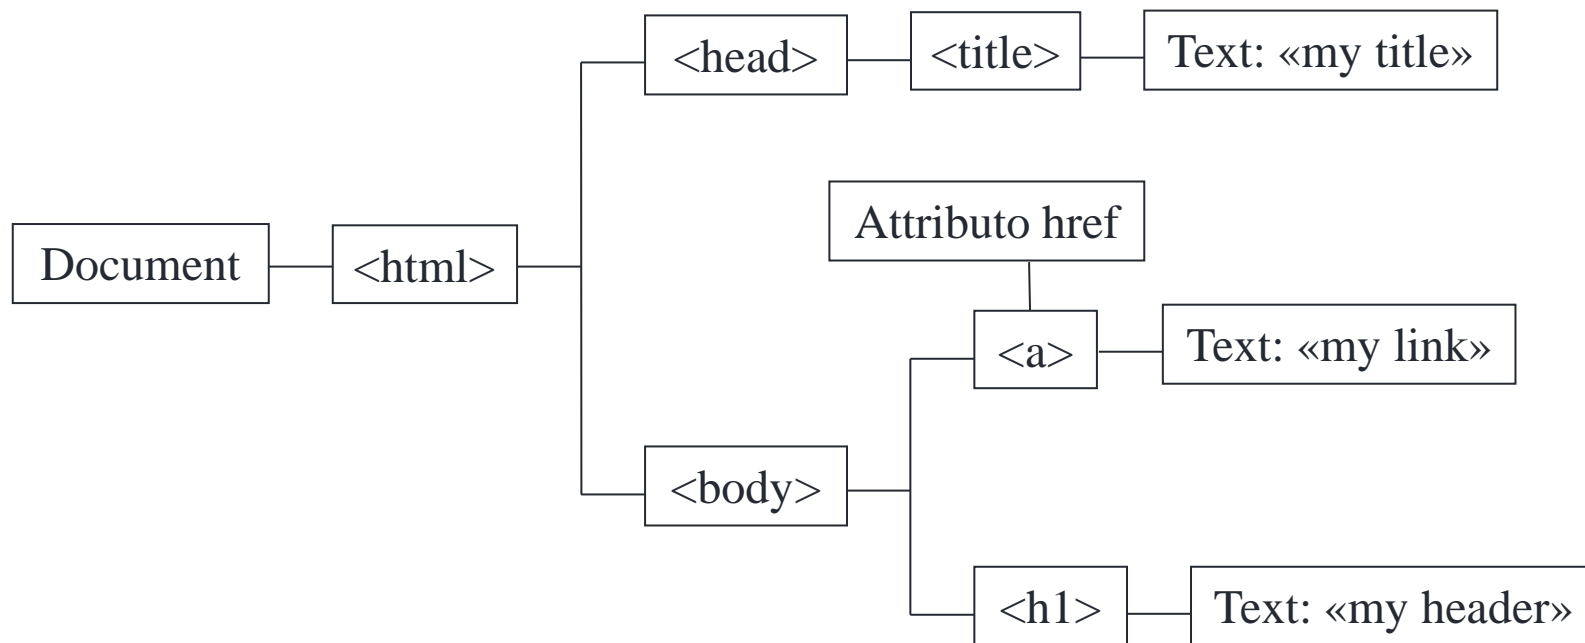 <head>
<title>
Text: «my title»
Attributo href
Document
<html>
<a>
Text: «my link»
<body>
<h1>
Text: «my header»